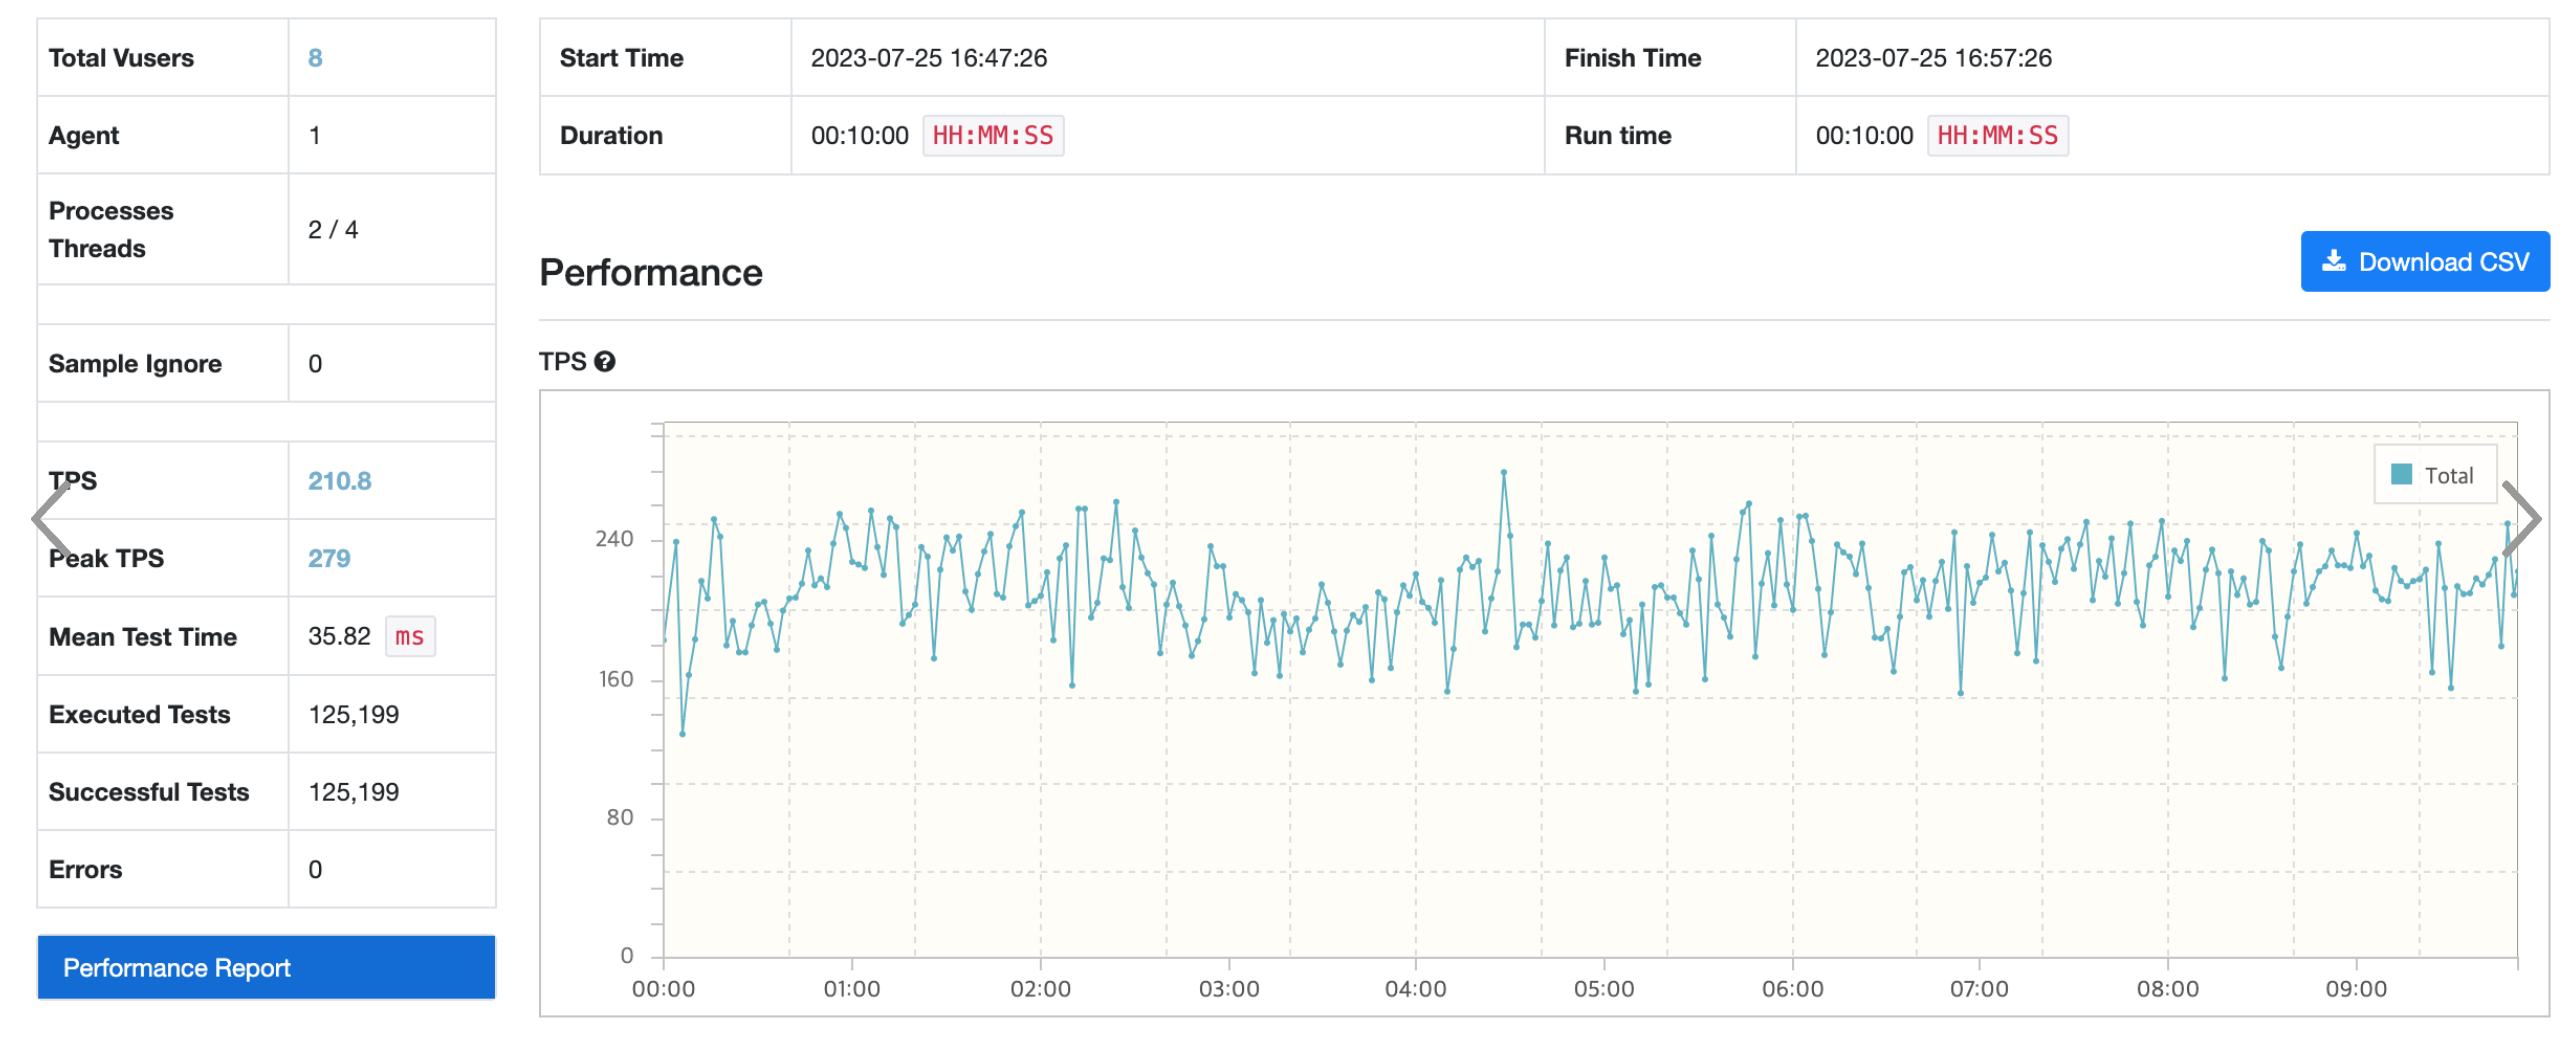 Total Vusers 8
Agent 1
Processes
Threads 2 / 4
Sample Ignore 0
TPS 210.8
Peak TPS 279
Mean Test Time 35.82 ms
Executed Tests 125,199
Successful Tests 125,199
Errors 0
Performance Report
Start Time 2023-07-25 16:47:26 Finish Time 2023-07-25 16:57:26
Duration 00:10:00 HH:MM:SS Run time 00:10:00 HH:MM:SS
Performance
Download CSV
TPS ?
Total
240
160
80
0
00:00 01:00 02:00 03:00 04:00 05:00 06:00 07:00 08:00 09:00